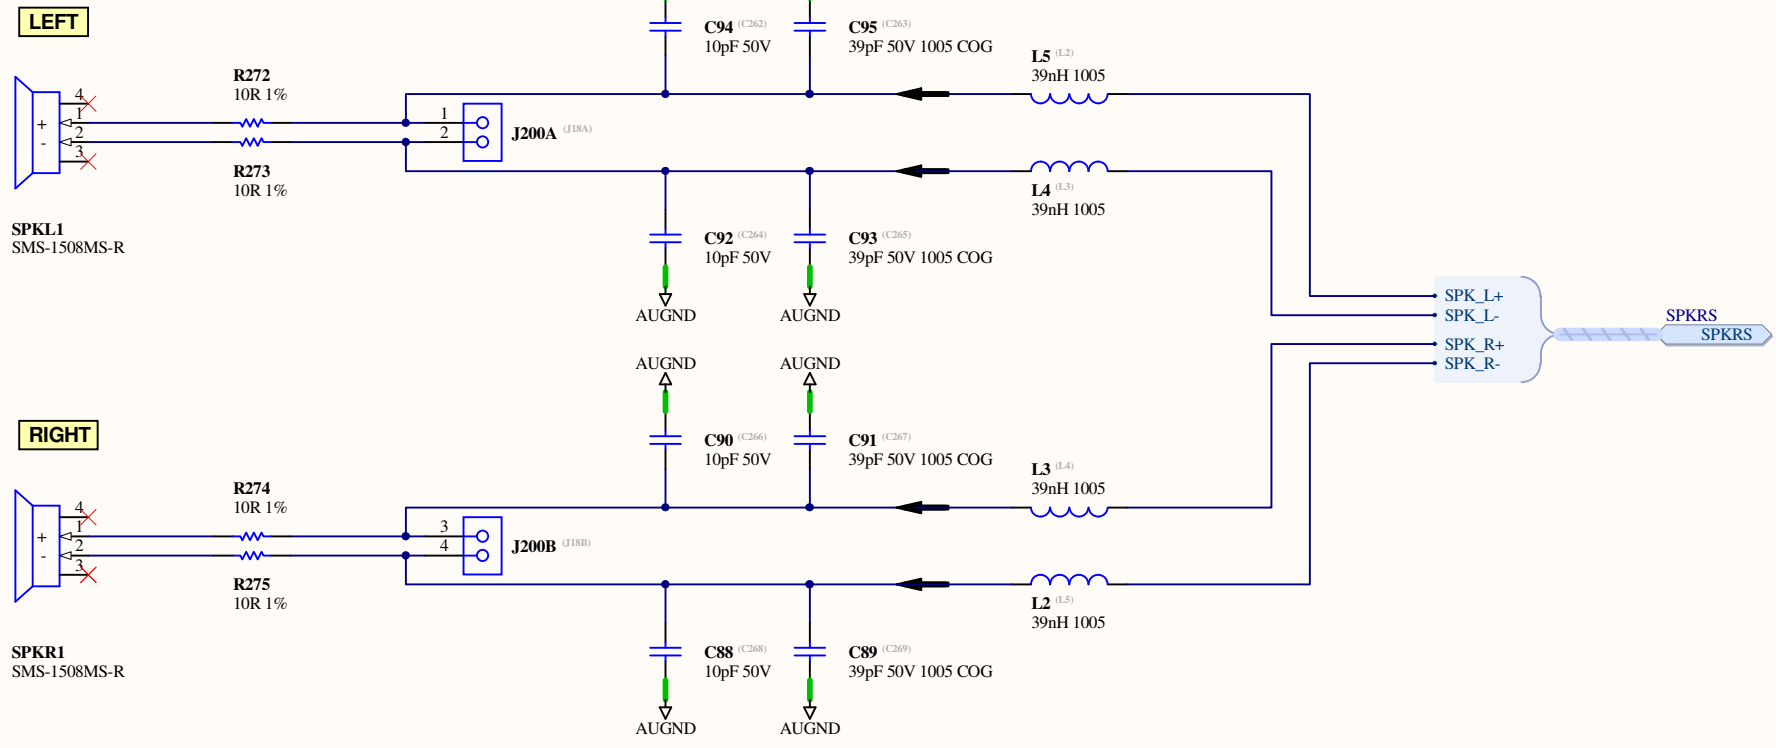 LEFT
C94 (C262)
10pF 50V
C95 (C263)
39pF 50V 1005 COG
L5 (L2)
39nH 1005
R272
10R 1%
4
1
2
3
+
-
1
2
J200A (J18A)
R273
10R 1%
L4 (L3)
39nH 1005
SPKL1
SMS-1508MS-R
C92 (C264)
10pF 50V
C93 (C265)
39pF 50V 1005 COG
AUGND
AUGND
SPK_L+
SPK_L-
SPK_R+
SPK_R-
SPKRS
SPKRS
AUGND
AUGND
RIGHT
C90 (C266)
10pF 50V
C91 (C267)
39pF 50V 1005 COG
L3 (L4)
39nH 1005
R274
10R 1%
4
1
2
3
+
-
3
4
J200B (J18B)
R275
10R 1%
L2 (L5)
39nH 1005
SPKR1
SMS-1508MS-R
C88 (C268)
10pF 50V
C89 (C269)
39pF 50V 1005 COG
AUGND
AUGND